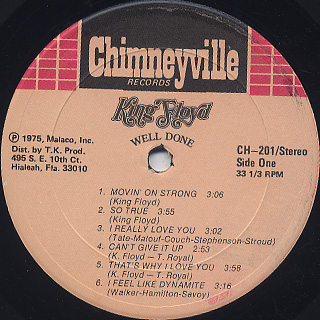 Chimneyville
RECORDS
King Floyd
WELL DONE
℗ 1975, Malaco, Inc.
Dist. by T.K. Prod.
495 S. E. 10th Ct.
Hialeah, Fla. 33010
CH-201/Stereo
Side One
33 1/3 RPM
1. MOVIN' ON STRONG 3:06
(King Floyd)
2. SO TRUE 3:55
(King Floyd)
3. I REALLY LOVE YOU 3:02
(Tate-Matouf-Couch-Stephenson-Stroud)
4. CAN'T GIVE IT UP 2:53
(K. Floyd — T. Royal)
5. THAT'S WHY I LOVE YOU 3:58
(K. Floyd — T. Royal)
6. I FEEL LIKE DYNAMITE 3:16
(Walker-Hamilton-Savoy)